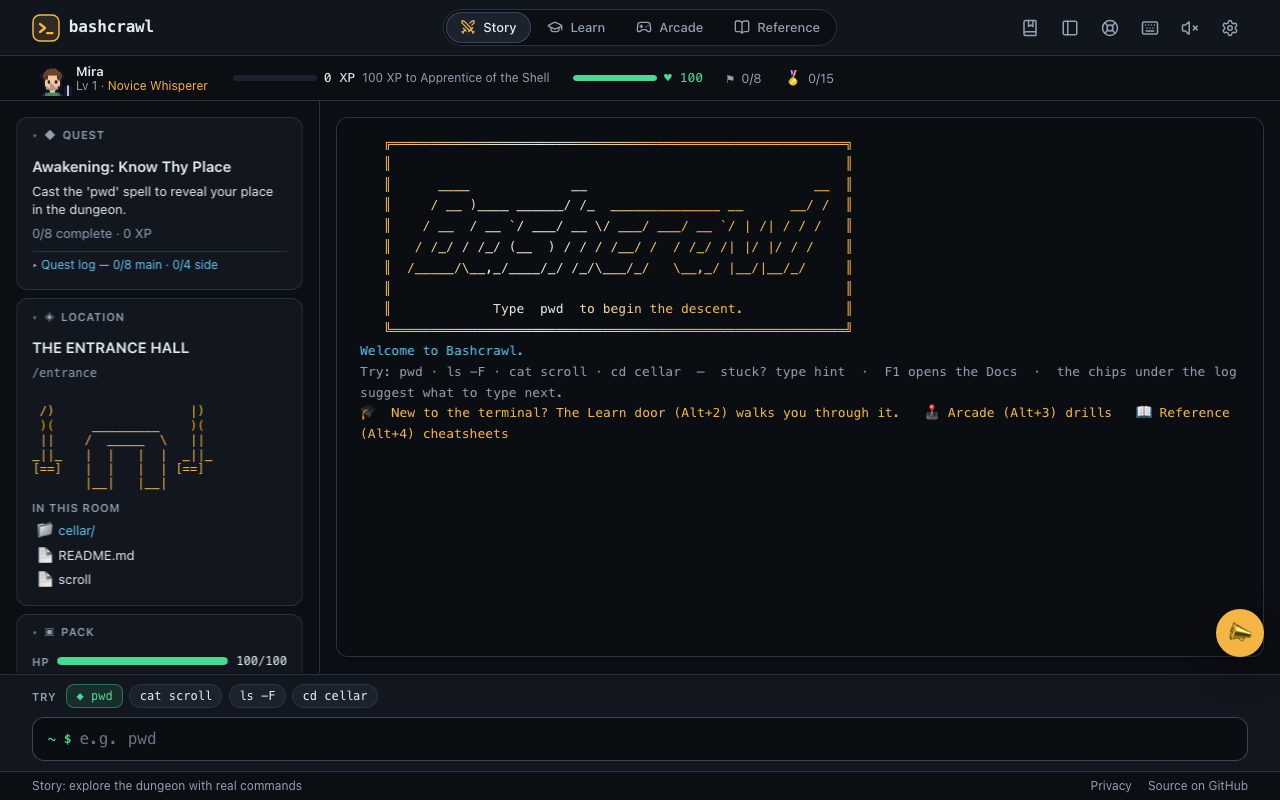 bashcrawl
Story
Learn
Arcade
Reference
Mira
Lv 1 · Novice Whisperer
0 XP 100 XP to Apprentice of the Shell
♥ 100
⚑ 0/8
🏅 0/15
◆ QUEST
Awakening: Know Thy Place
Cast the 'pwd' spell to reveal your place
in the dungeon.
0/8 complete · 0 XP
▸ Quest log — 0/8 main · 0/4 side
◈ LOCATION
THE ENTRANCE HALL
/entrance
IN THIS ROOM
cellar/
README.md
scroll
▣ PACK
HP 100/100
Type pwd to begin the descent.
Welcome to Bashcrawl.
Try: pwd · ls -F · cat scroll · cd cellar — stuck? type hint · F1 opens the Docs · the chips under the log
suggest what to type next.
🎓 New to the terminal? The Learn door (Alt+2) walks you through it. 🕹️ Arcade (Alt+3) drills 📖 Reference
(Alt+4) cheatsheets
TRY ◆ pwd cat scroll ls -F cd cellar
~ $ e.g. pwd
Story: explore the dungeon with real commands
Privacy Source on GitHub